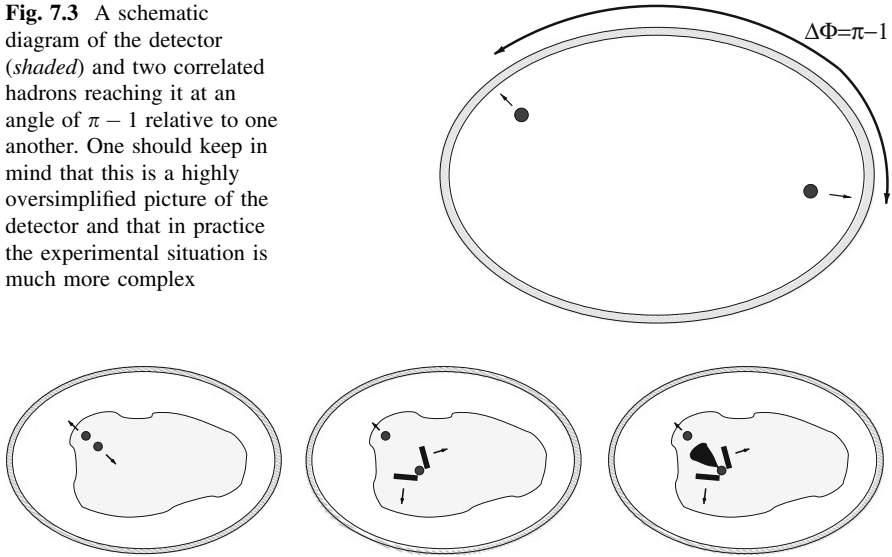 Fig. 7.3 A schematic
diagram of the detector
(shaded) and two correlated
hadrons reaching it at an
angle of π − 1 relative to one
another. One should keep in
mind that this is a highly
oversimplified picture of the
detector and that in practice
the experimental situation is
much more complex
ΔΦ=π−1